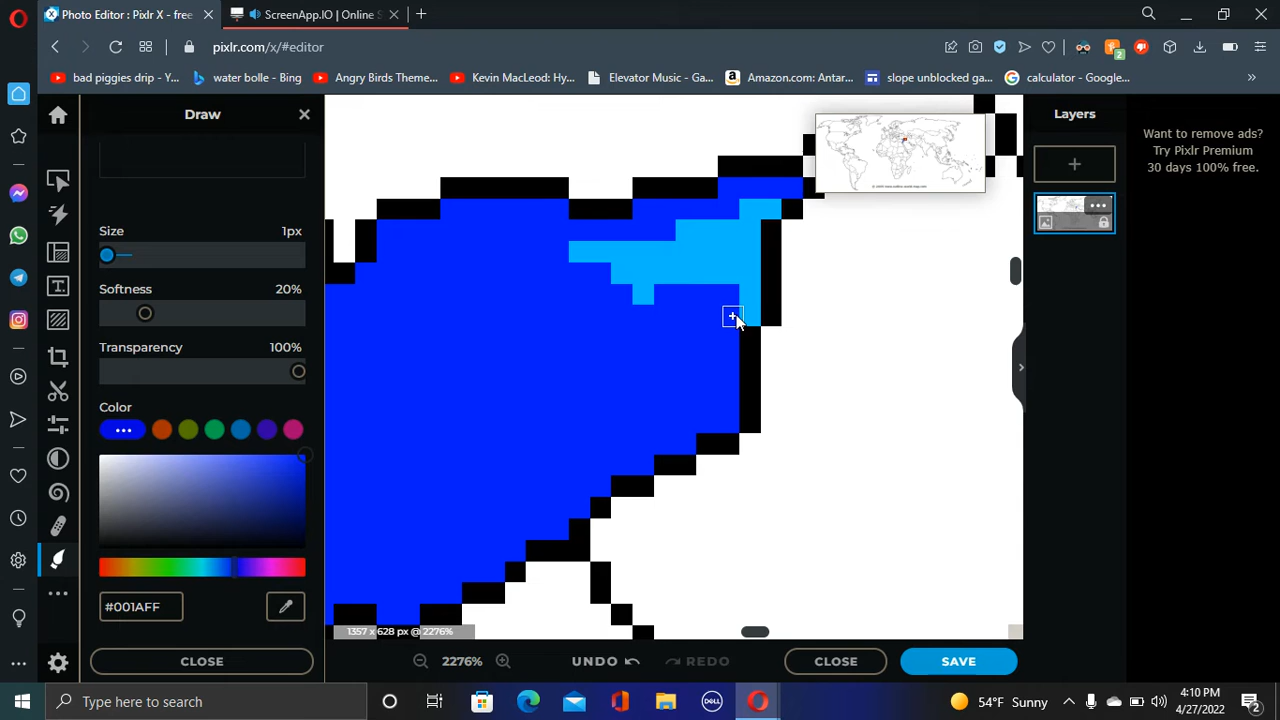 Photo Editor : Pixlr X - free
ScreenApp.IO | Online S
pixlr.com/x/#editor
2
bad piggies drip - Y...
water bolle - Bing
Angry Birds Theme...
Kevin MacLeod: Hy...
Elevator Music - Ga...
Amazon.com: Antar...
slope unblocked ga...
calculator - Google...
Draw
Size
1px
Softness
20%
Transparency
100%
Color
#001AFF
CLOSE
1357 x 628 px @ 2276%
2276%
UNDO
REDO
CLOSE
SAVE
Layers
Want to remove ads?
Try Pixlr Premium
30 days 100% free.
Type here to search
DELL
54°F Sunny
4:10 PM
4/27/2022
2